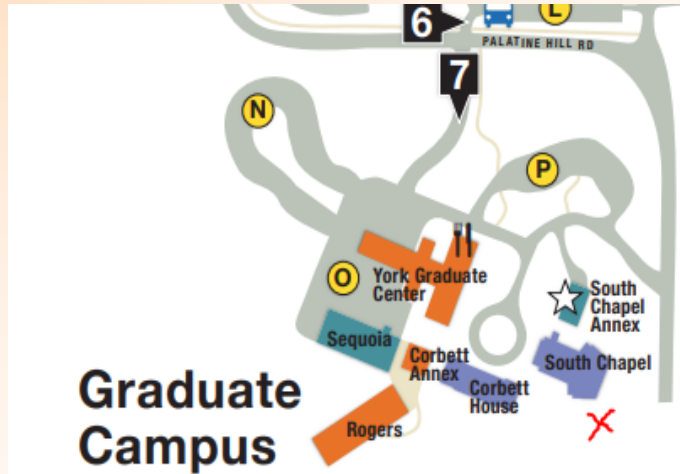 6
L
PALATINE HILL RD
7
N
P
O
York Graduate
Center
South
Chapel
Annex
Sequoia
Corbett
Annex
South Chapel
Corbett
House
Rogers
Graduate
Campus